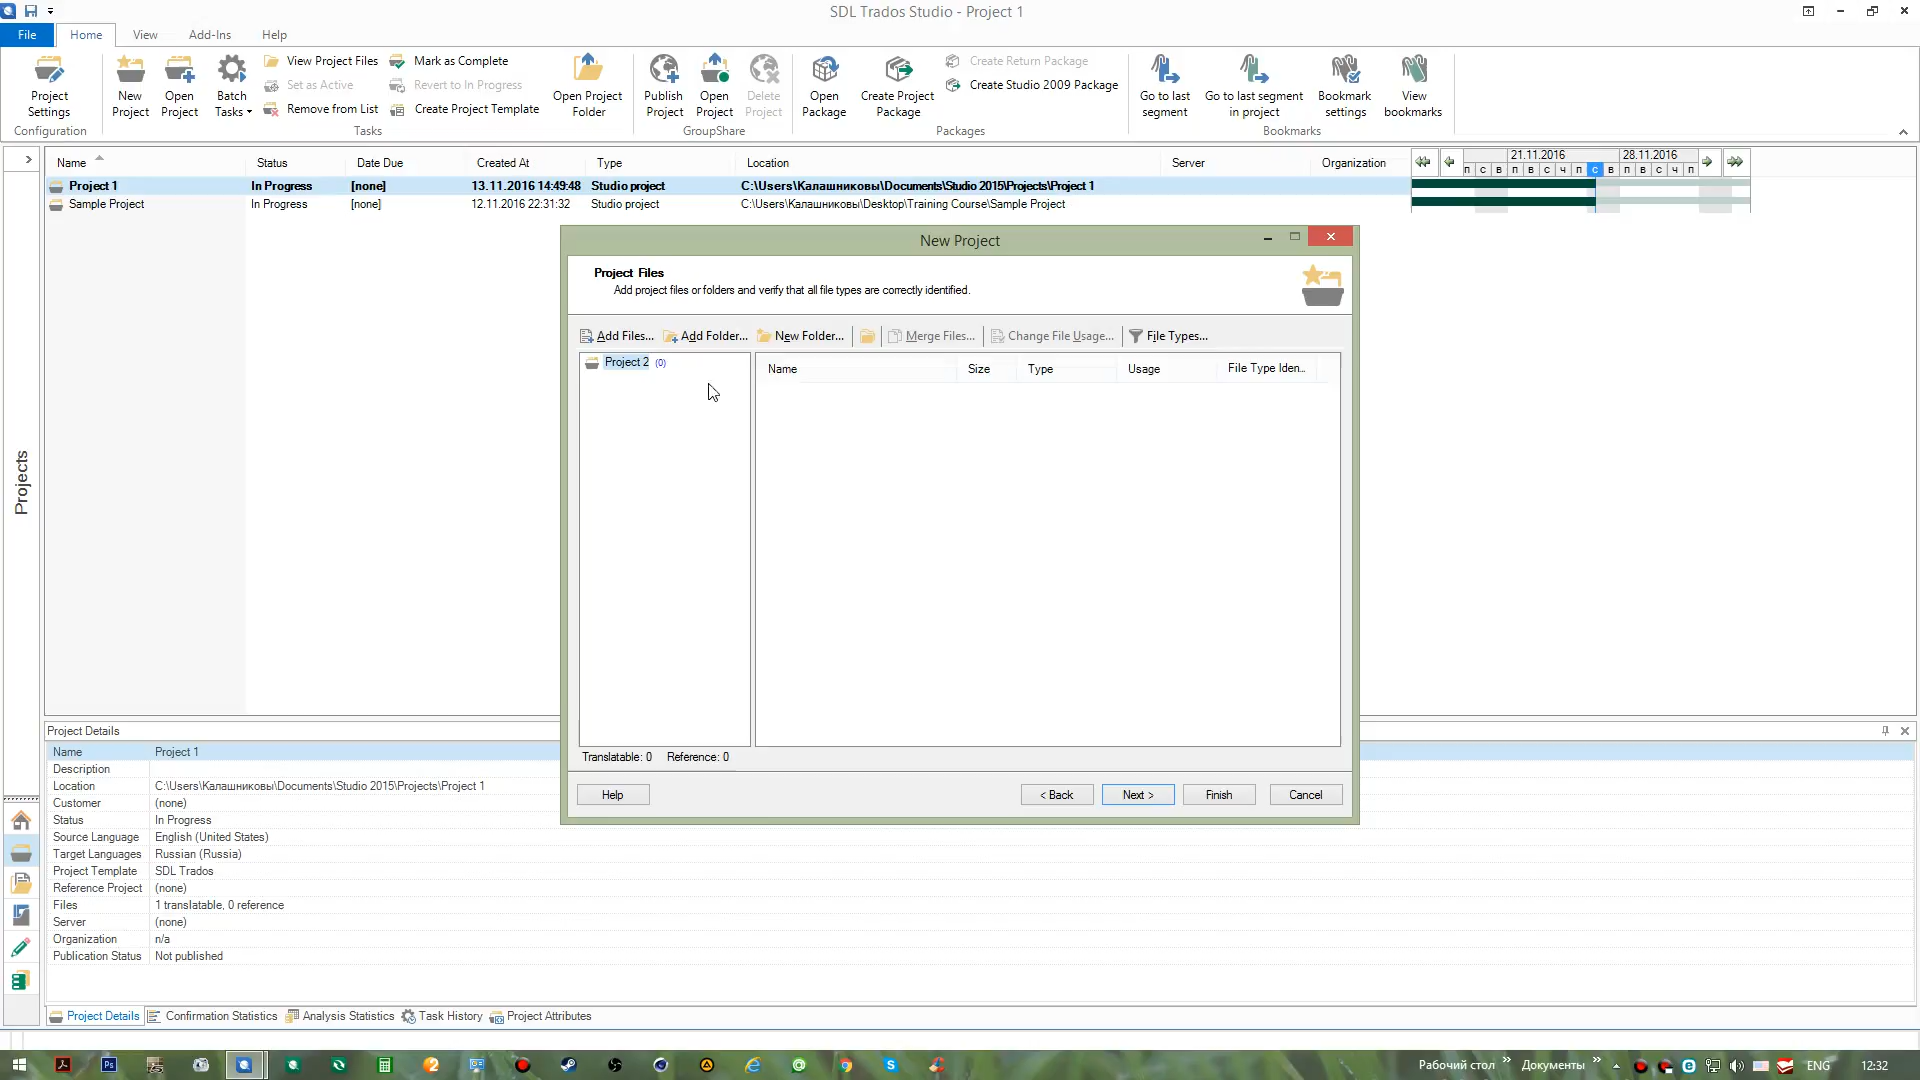 SDL Trados Studio - Project 1
File Home View Add-Ins Help
Project Settings
New Project
Open Project
Batch Tasks
View Project Files
Set as Active
Remove from List
Mark as Complete
Revert to In Progress
Create Project Template
Open Project Folder
Publish Project
Open Project
Delete Project
Open Package
Create Project Package
Create Return Package
Create Studio 2009 Package
Go to last segment
Go to last segment in project
Bookmark settings
View bookmarks
Configuration Tasks GroupShare Packages Bookmarks
Name Status Date Due Created At Type Location Server Organization 21.11.2016 28.11.2016
П С В П В С Ч П С В П В С Ч П
Project 1 In Progress [none] 13.11.2016 14:49:48 Studio project C:\Users\Калашниковы\Documents\Studio 2015\Projects\Project 1
Sample Project In Progress [none] 12.11.2016 22:31:32 Studio project C:\Users\Калашниковы\Desktop\Training Course\Sample Project
Projects
New Project
Project Files
Add project files or folders and verify that all file types are correctly identified.
Add Files... Add Folder... New Folder... Merge Files... Change File Usage... File Types...
Project 2 (0)
Name Size Type Usage File Type Iden...
Translatable: 0 Reference: 0
Help < Back Next > Finish Cancel
Project Details
Name Project 1
Description
Location C:\Users\Калашниковы\Documents\Studio 2015\Projects\Project 1
Customer (none)
Status In Progress
Source Language English (United States)
Target Languages Russian (Russia)
Project Template SDL Trados
Reference Project (none)
Files 1 translatable, 0 reference
Server (none)
Organization n/a
Publication Status Not published
Project Details Confirmation Statistics Analysis Statistics Task History Project Attributes
Рабочий стол Документы ENG 12:32